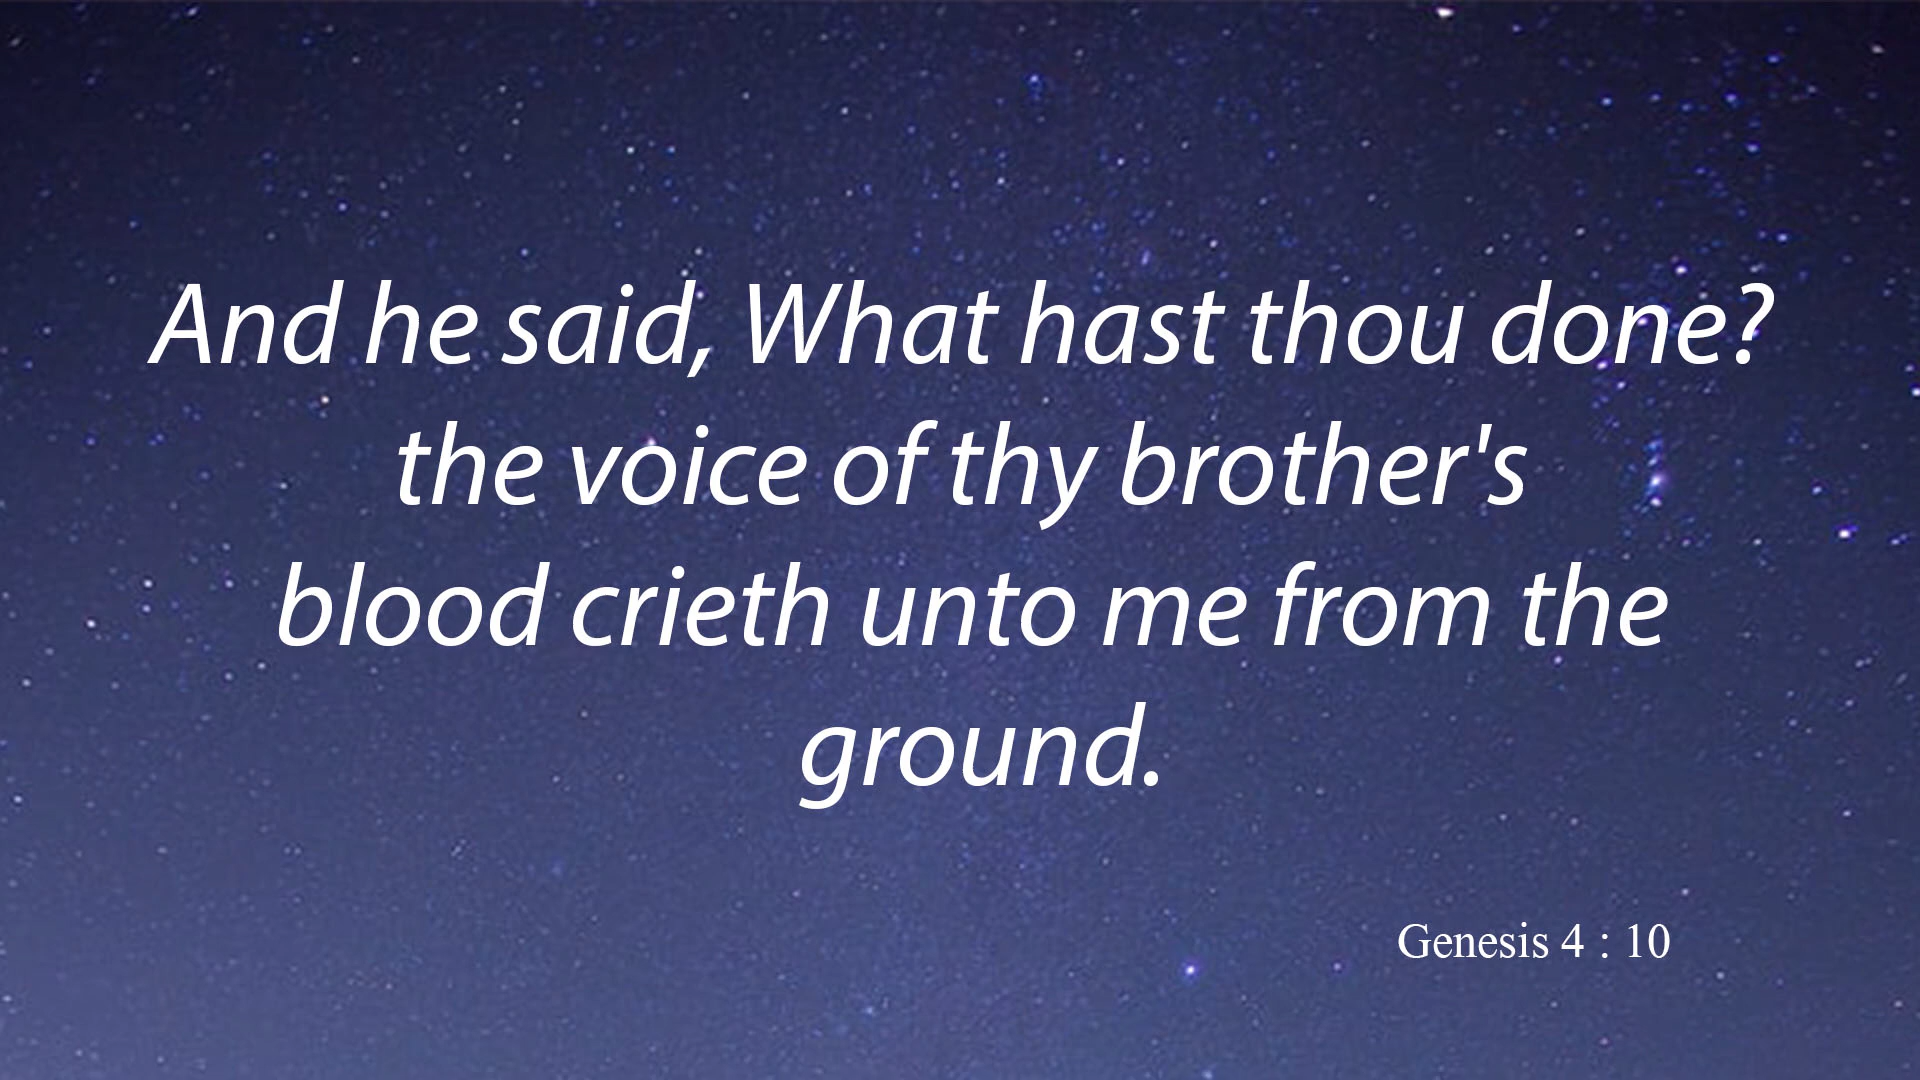 And he said, What hast thou done?
the voice of thy brother's
blood crieth unto me from the
ground.
Genesis 4 : 10